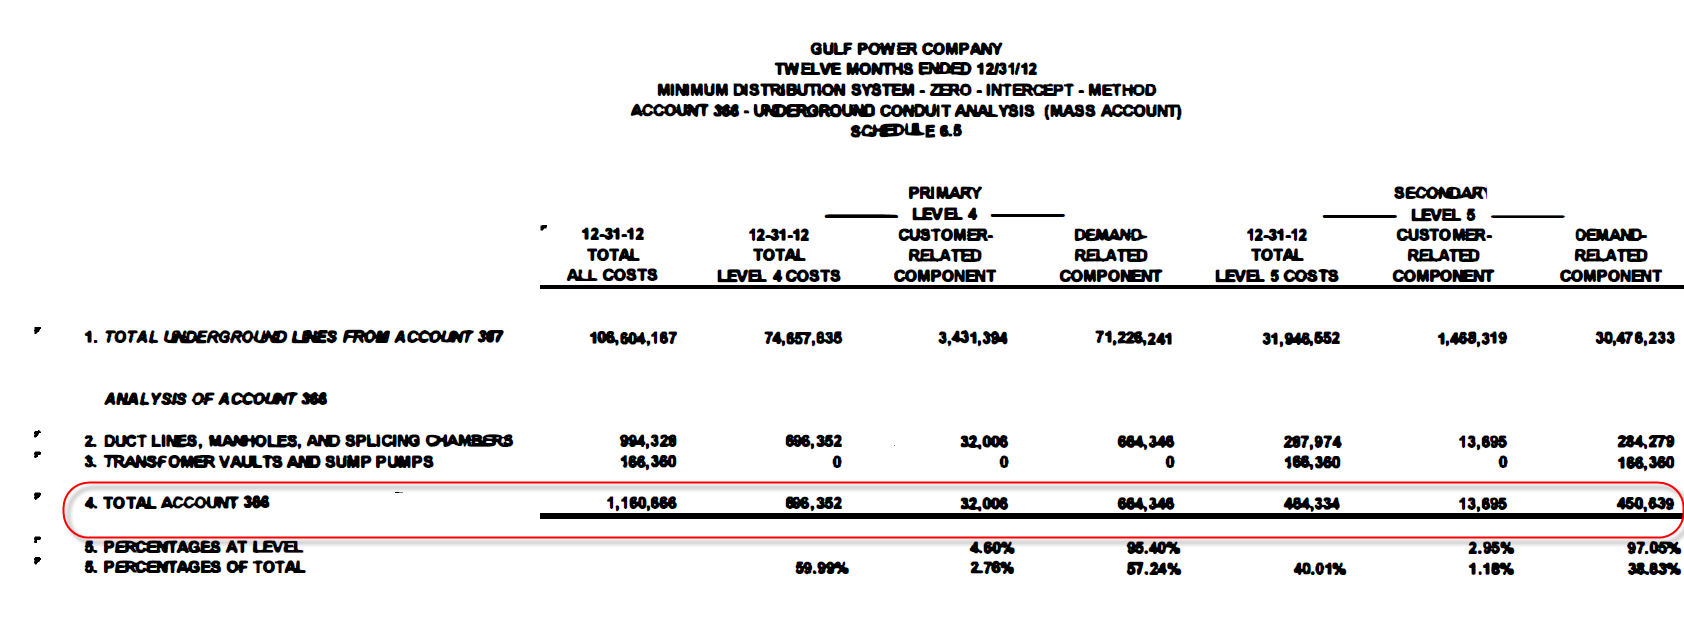 GULF POWER COMPANY
TWELVE MONTHS ENDED 12/31/12
MINIMUM DISTRIBUTION SYSTEM - ZERO - INTERCEPT - METHOD
ACCOUNT 366 - UNDERGROUND CONDUIT ANALYSIS (MASS ACCOUNT)
SCHEDULE 6.5
PRIMARY SECONDARY
LEVEL 4 LEVEL 5
12-31-12 12-31-12 CUSTOMER- DEMAND- 12-31-12 CUSTOMER- DEMAND-
TOTAL TOTAL RELATED RELATED TOTAL RELATED RELATED
ALL COSTS LEVEL 4 COSTS COMPONENT COMPONENT LEVEL 5 COSTS COMPONENT COMPONENT
1. TOTAL UNDERGROUND LINES FROM ACCOUNT 367 106,604,187 74,657,635 3,431,394 71,226,241 31,946,552 1,468,319 30,478,233
ANALYSIS OF ACCOUNT 366
2. DUCT LINES, MANHOLES, AND SPLICING CHAMBERS 994,326 696,352 32,006 664,346 297,974 13,695 284,279
3. TRANSFOMER VAULTS AND SUMP PUMPS 166,360 0 0 0 166,360 0 166,360
4. TOTAL ACCOUNT 366 1,160,686 696,352 32,006 664,346 464,334 13,695 450,639
5. PERCENTAGES AT LEVEL 4.60% 95.40% 2.95% 97.05%
5. PERCENTAGES OF TOTAL 59.99% 2.76% 57.24% 40.01% 1.18% 38.83%